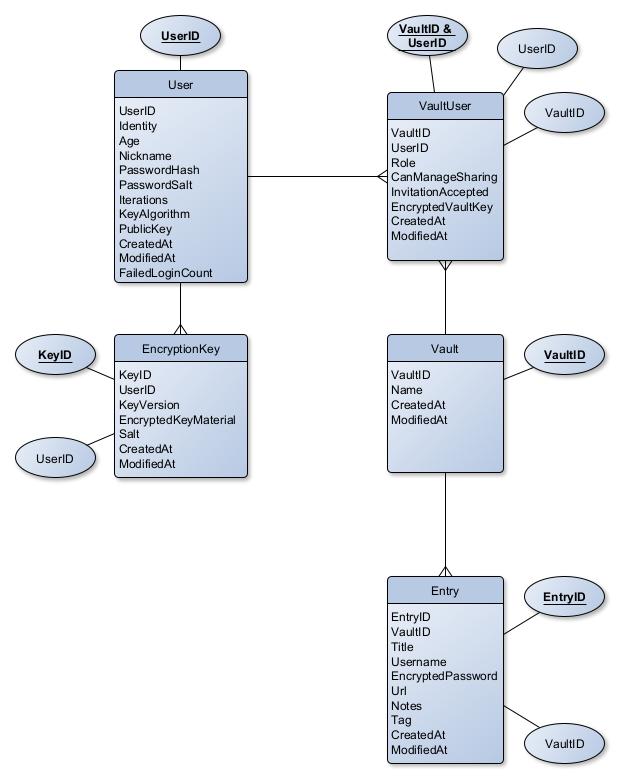 UserID
User
UserID
Identity
Age
Nickname
PasswordHash
PasswordSalt
Iterations
KeyAlgorithm
PublicKey
CreatedAt
ModifiedAt
FailedLoginCount
VaultID &
UserID
UserID
VaultID
VaultUser
VaultID
UserID
Role
CanManageSharing
InvitationAccepted
EncryptedVaultKey
CreatedAt
ModifiedAt
KeyID
UserID
EncryptionKey
KeyID
UserID
KeyVersion
EncryptedKeyMaterial
Salt
CreatedAt
ModifiedAt
Vault
VaultID
Name
CreatedAt
ModifiedAt
VaultID
Entry
EntryID
VaultID
Title
Username
EncryptedPassword
Url
Notes
Tag
CreatedAt
ModifiedAt
EntryID
VaultID